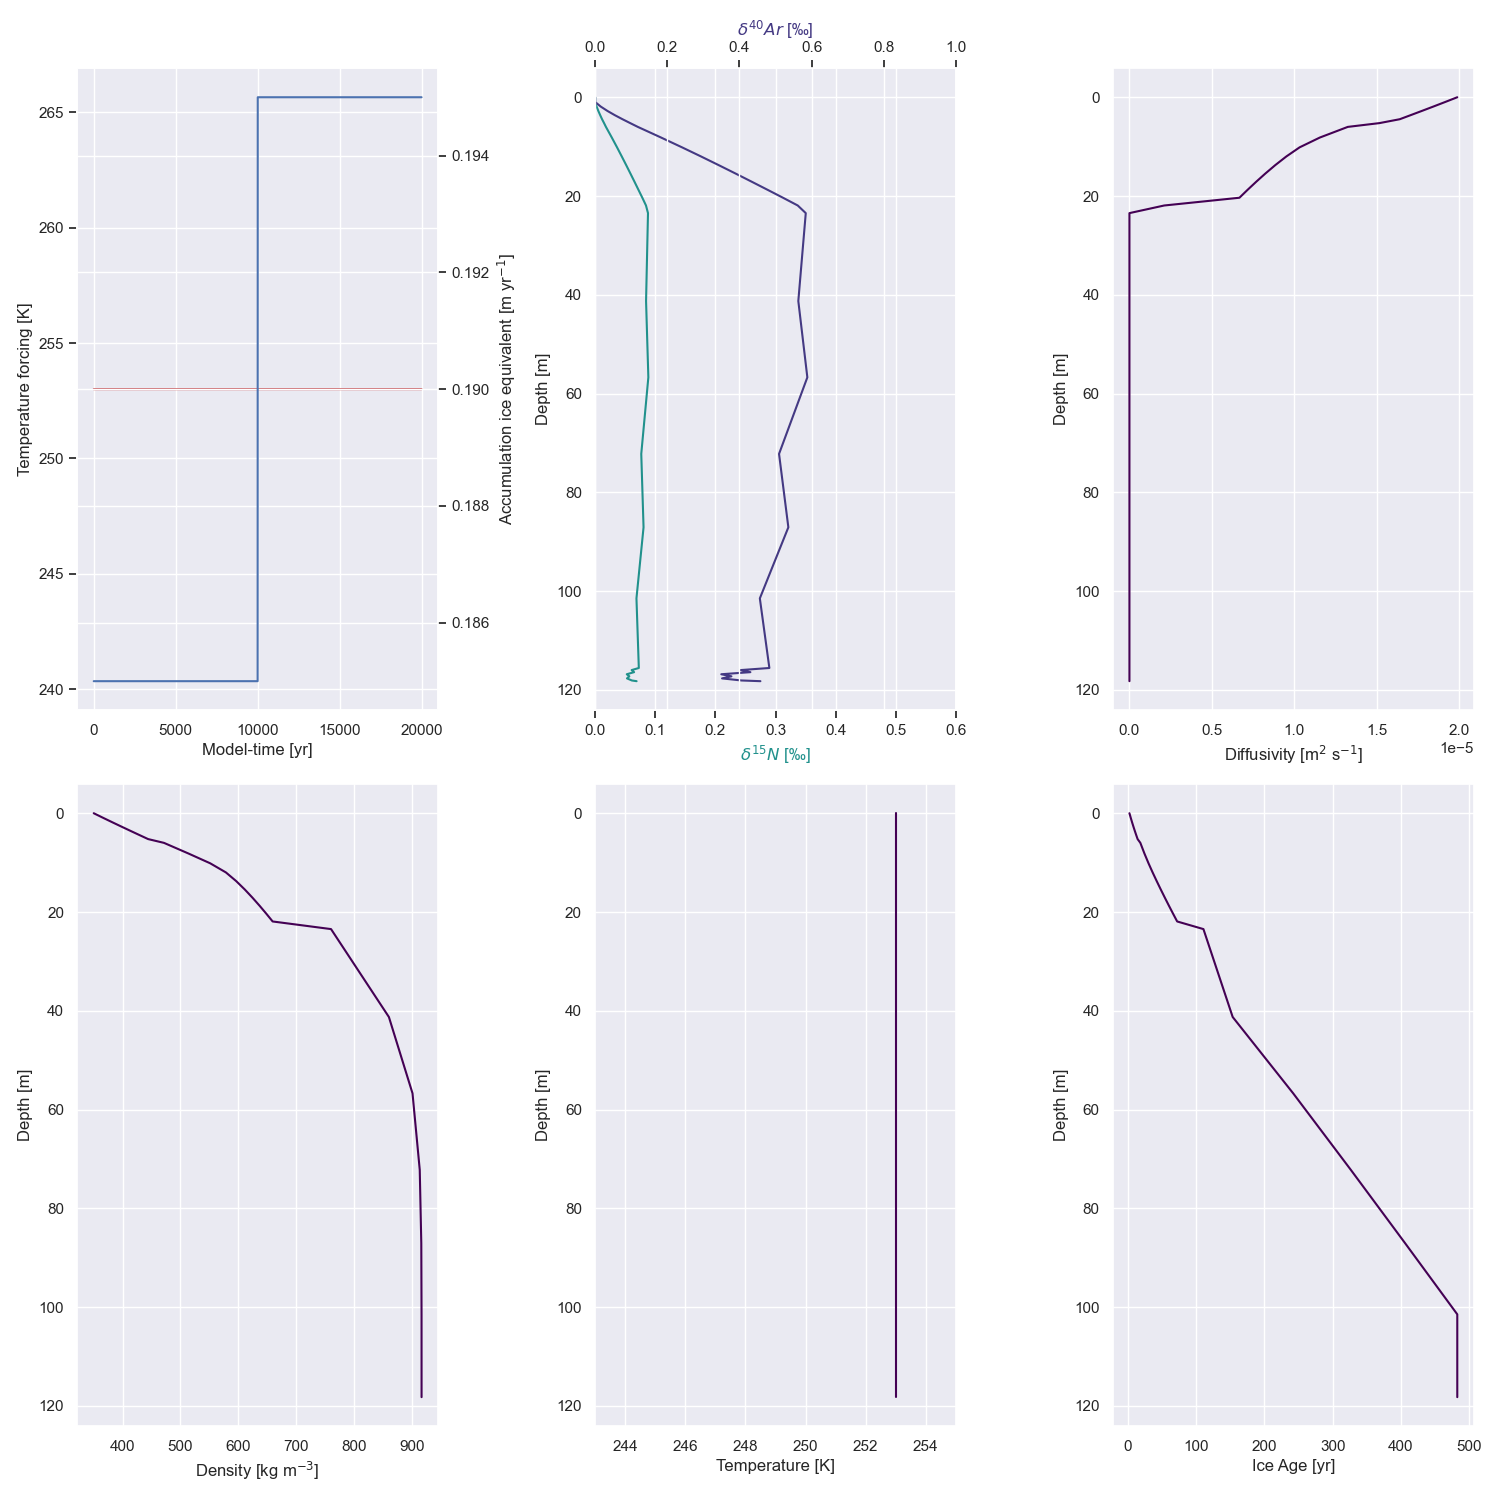 δ⁴⁰Ar [‰]
0.0 0.2 0.4 0.6 0.8 1.0
265
260
255
250
245
240
Temperature forcing [K]
0.194
0.192
0.190
0.188
0.186
Accumulation ice equivalent [m yr⁻¹]
0 5000 10000 15000 20000
Model-time [yr]
0
20
40
60
80
100
120
Depth [m]
0.0 0.1 0.2 0.3 0.4 0.5 0.6
δ¹⁵N [‰]
0
20
40
60
80
100
120
Depth [m]
0.0 0.5 1.0 1.5 2.0
1e−5
Diffusivity [m² s⁻¹]
0
20
40
60
80
100
120
Depth [m]
400 500 600 700 800 900
Density [kg m⁻³]
0
20
40
60
80
100
120
Depth [m]
244 246 248 250 252 254
Temperature [K]
0
20
40
60
80
100
120
Depth [m]
0 100 200 300 400 500
Ice Age [yr]